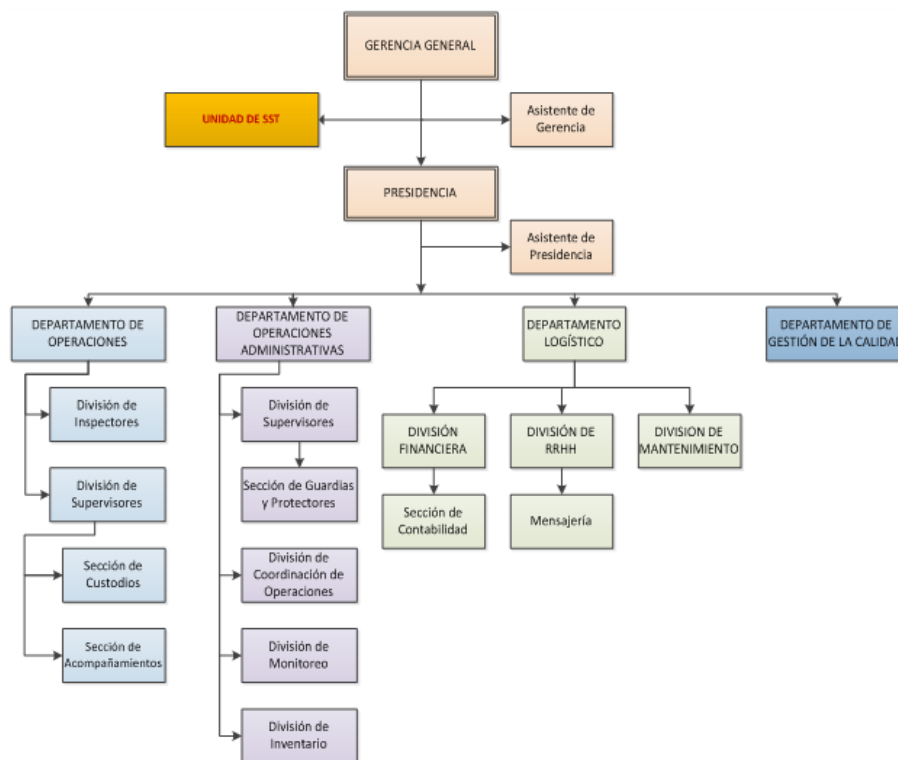 GERENCIA GENERAL
UNIDAD DE SST
Asistente de
Gerencia
PRESIDENCIA
Asistente de
Presidencia
DEPARTAMENTO DE
OPERACIONES
DEPARTAMENTO DE
OPERACIONES
ADMINISTRATIVAS
DEPARTAMENTO
LOGÍSTICO
DEPARTAMENTO DE
GESTIÓN DE LA CALIDAD
División de
Inspectores
División de
Supervisores
Sección de
Custodios
Sección de
Acompañamientos
División de
Supervisores
Sección de Guardias
y Protectores
División de
Coordinación de
Operaciones
División de
Monitoreo
División de
Inventario
DIVISIÓN
FINANCIERA
Sección de
Contabilidad
DIVISIÓN DE
RRHH
Mensajería
DIVISION DE
MANTENIMIENTO